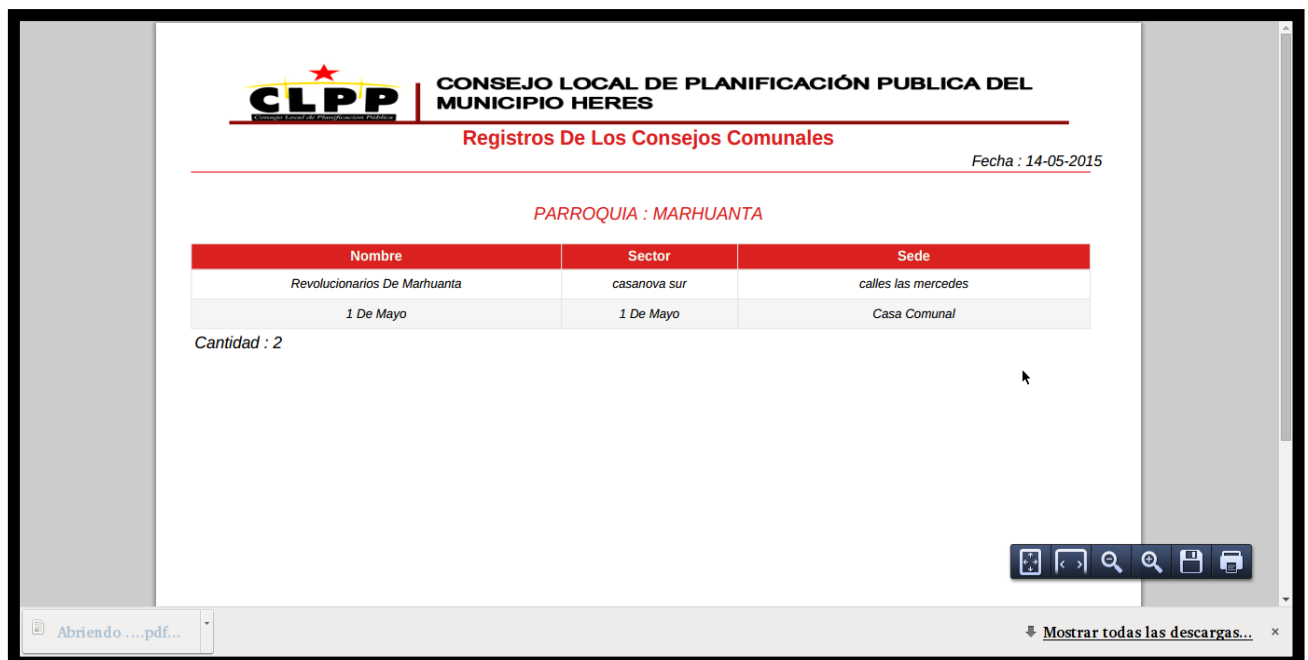 CLPP
Consejo Local de Planificacion Publica
CONSEJO LOCAL DE PLANIFICACIÓN PUBLICA DEL
MUNICIPIO HERES
Registros De Los Consejos Comunales
Fecha : 14-05-2015
PARROQUIA : MARHUANTA
Nombre Sector Sede
Revolucionarios De Marhuanta casanova sur calles las mercedes
1 De Mayo 1 De Mayo Casa Comunal
Cantidad : 2
Abriendo ....pdf... Mostrar todas las descargas...